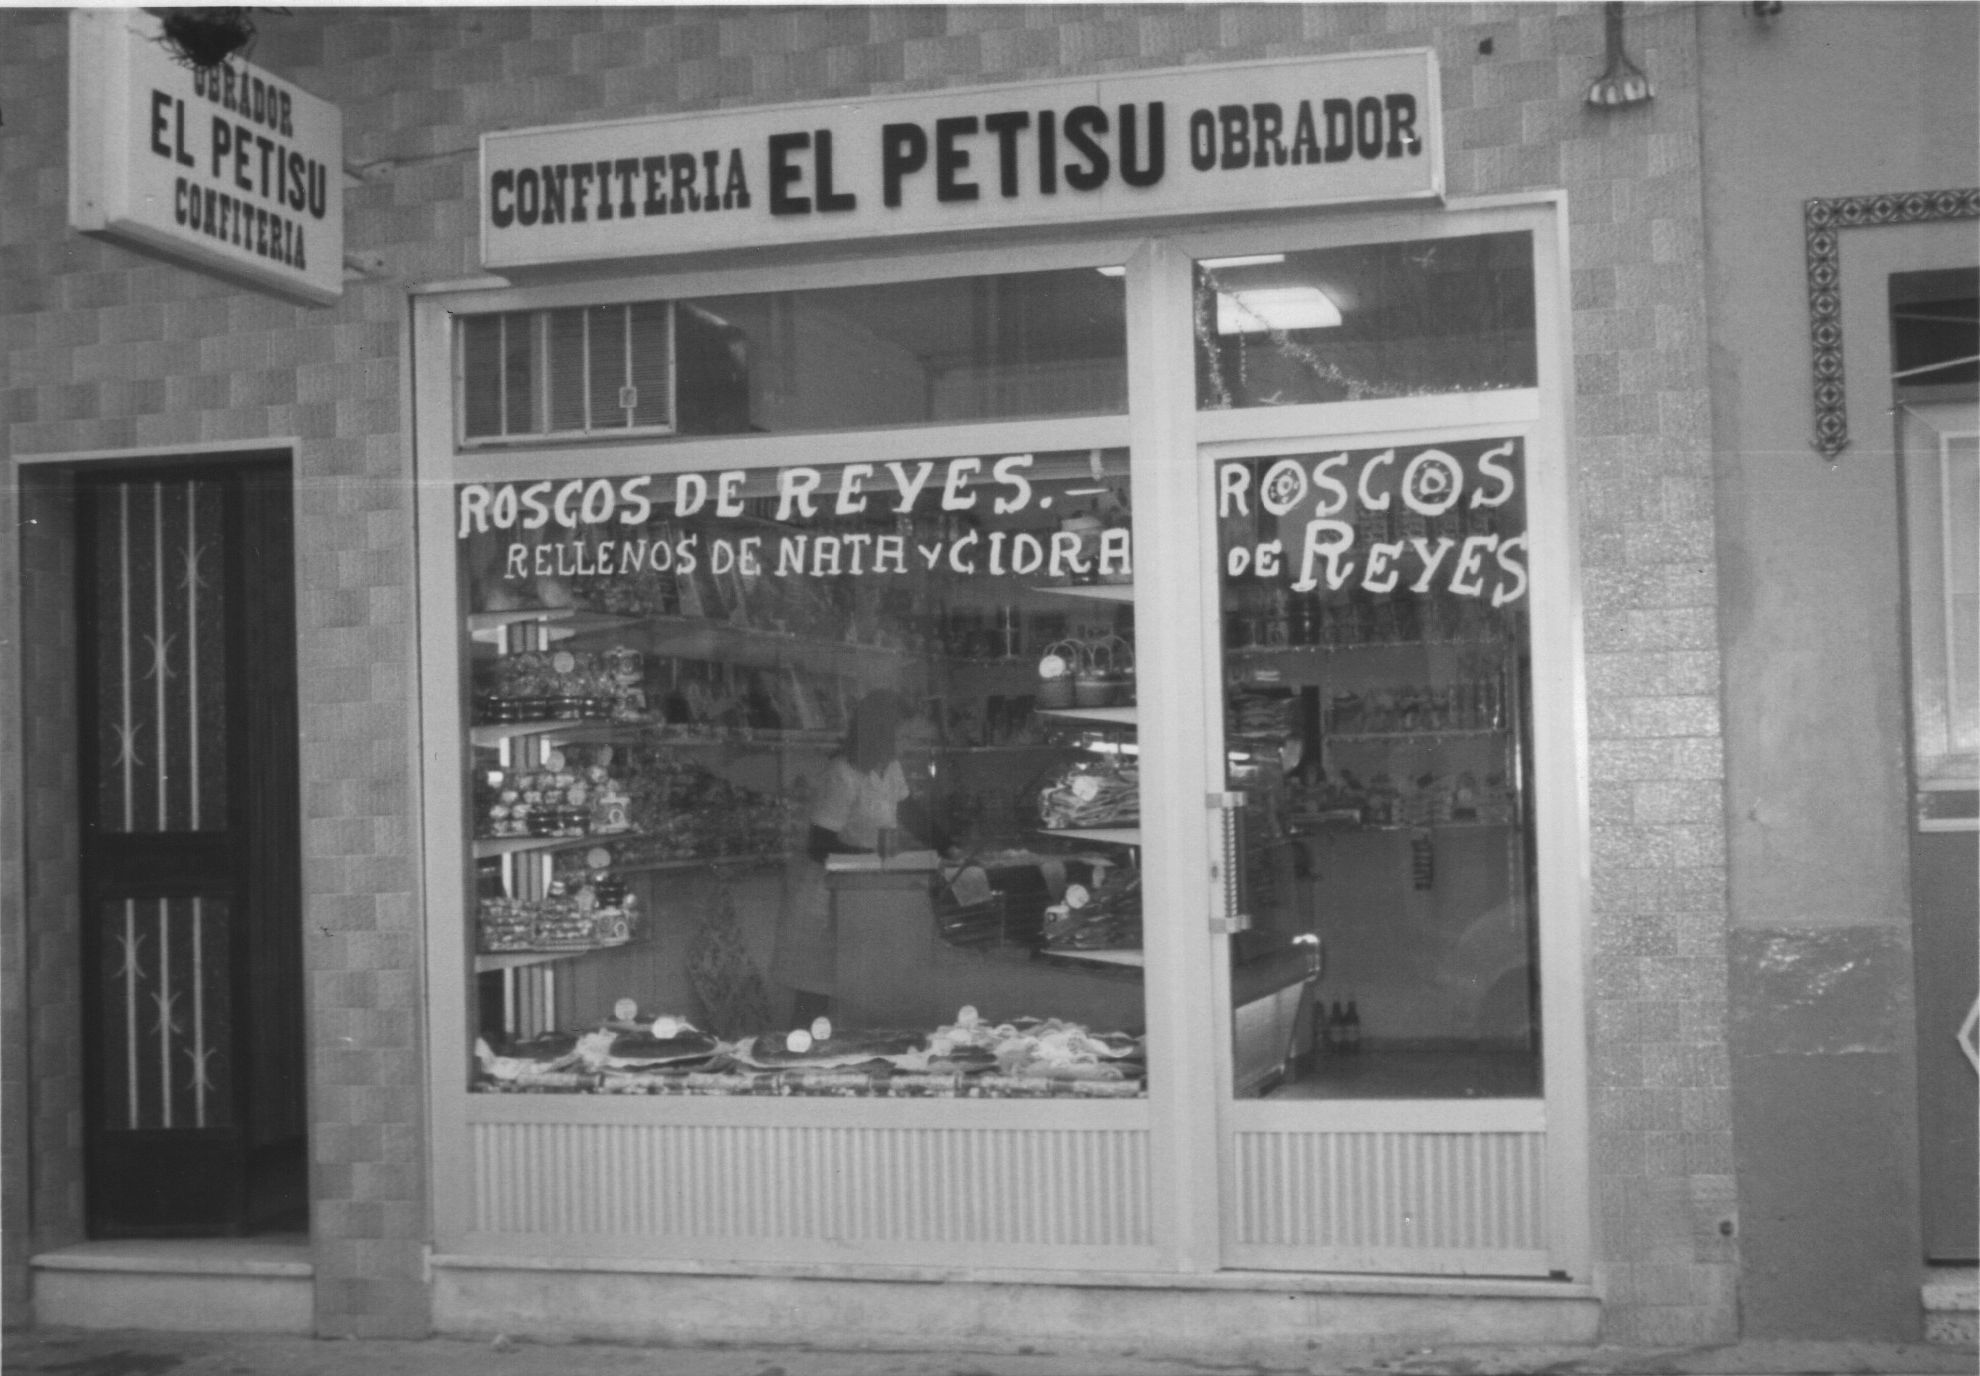 OBRADOR
EL PETISU
CONFITERIA
CONFITERIA EL PETISU OBRADOR
ROSCOS DE REYES.-
RELLENOS DE NATA Y CIDRA
ROSCOS
DE REYES